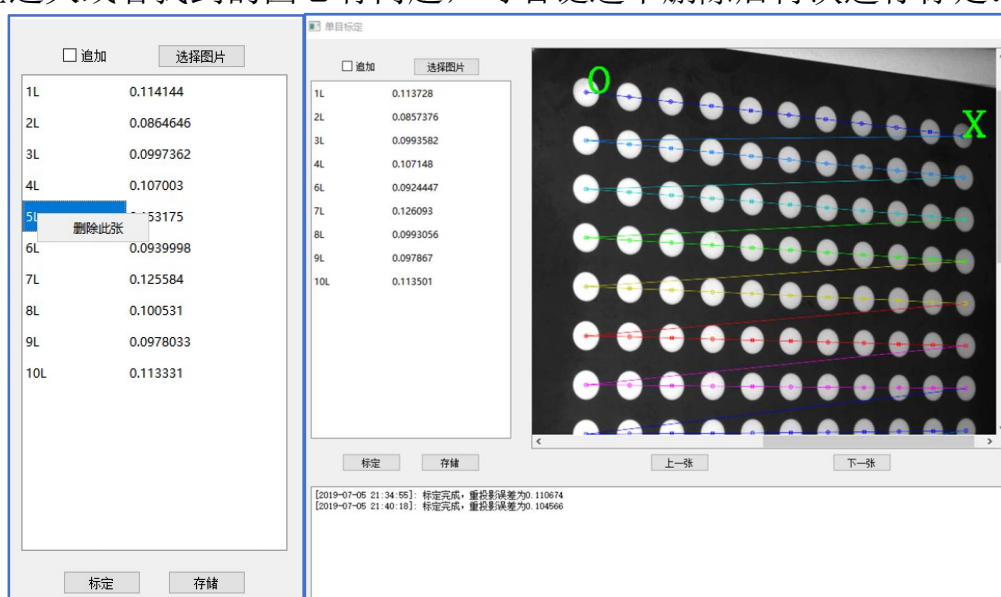 追加 选择图片
1L 0.114144
2L 0.0864646
3L 0.0997362
4L 0.107003
5L 53175
删除此张
6L 0.0939998
7L 0.125584
8L 0.100531
9L 0.0978033
10L 0.113331
标定 存储
单目标定
追加 选择图片
1L 0.113728
2L 0.0857376
3L 0.0993582
4L 0.107148
6L 0.0924447
7L 0.126093
8L 0.0993056
9L 0.097867
10L 0.113501
O
X
标定 存储 上一张 下一张
[2019-07-05 21:34:55]: 标定完成，重投影误差为0.110674
[2019-07-05 21:40:18]: 标定完成，重投影误差为0.104566